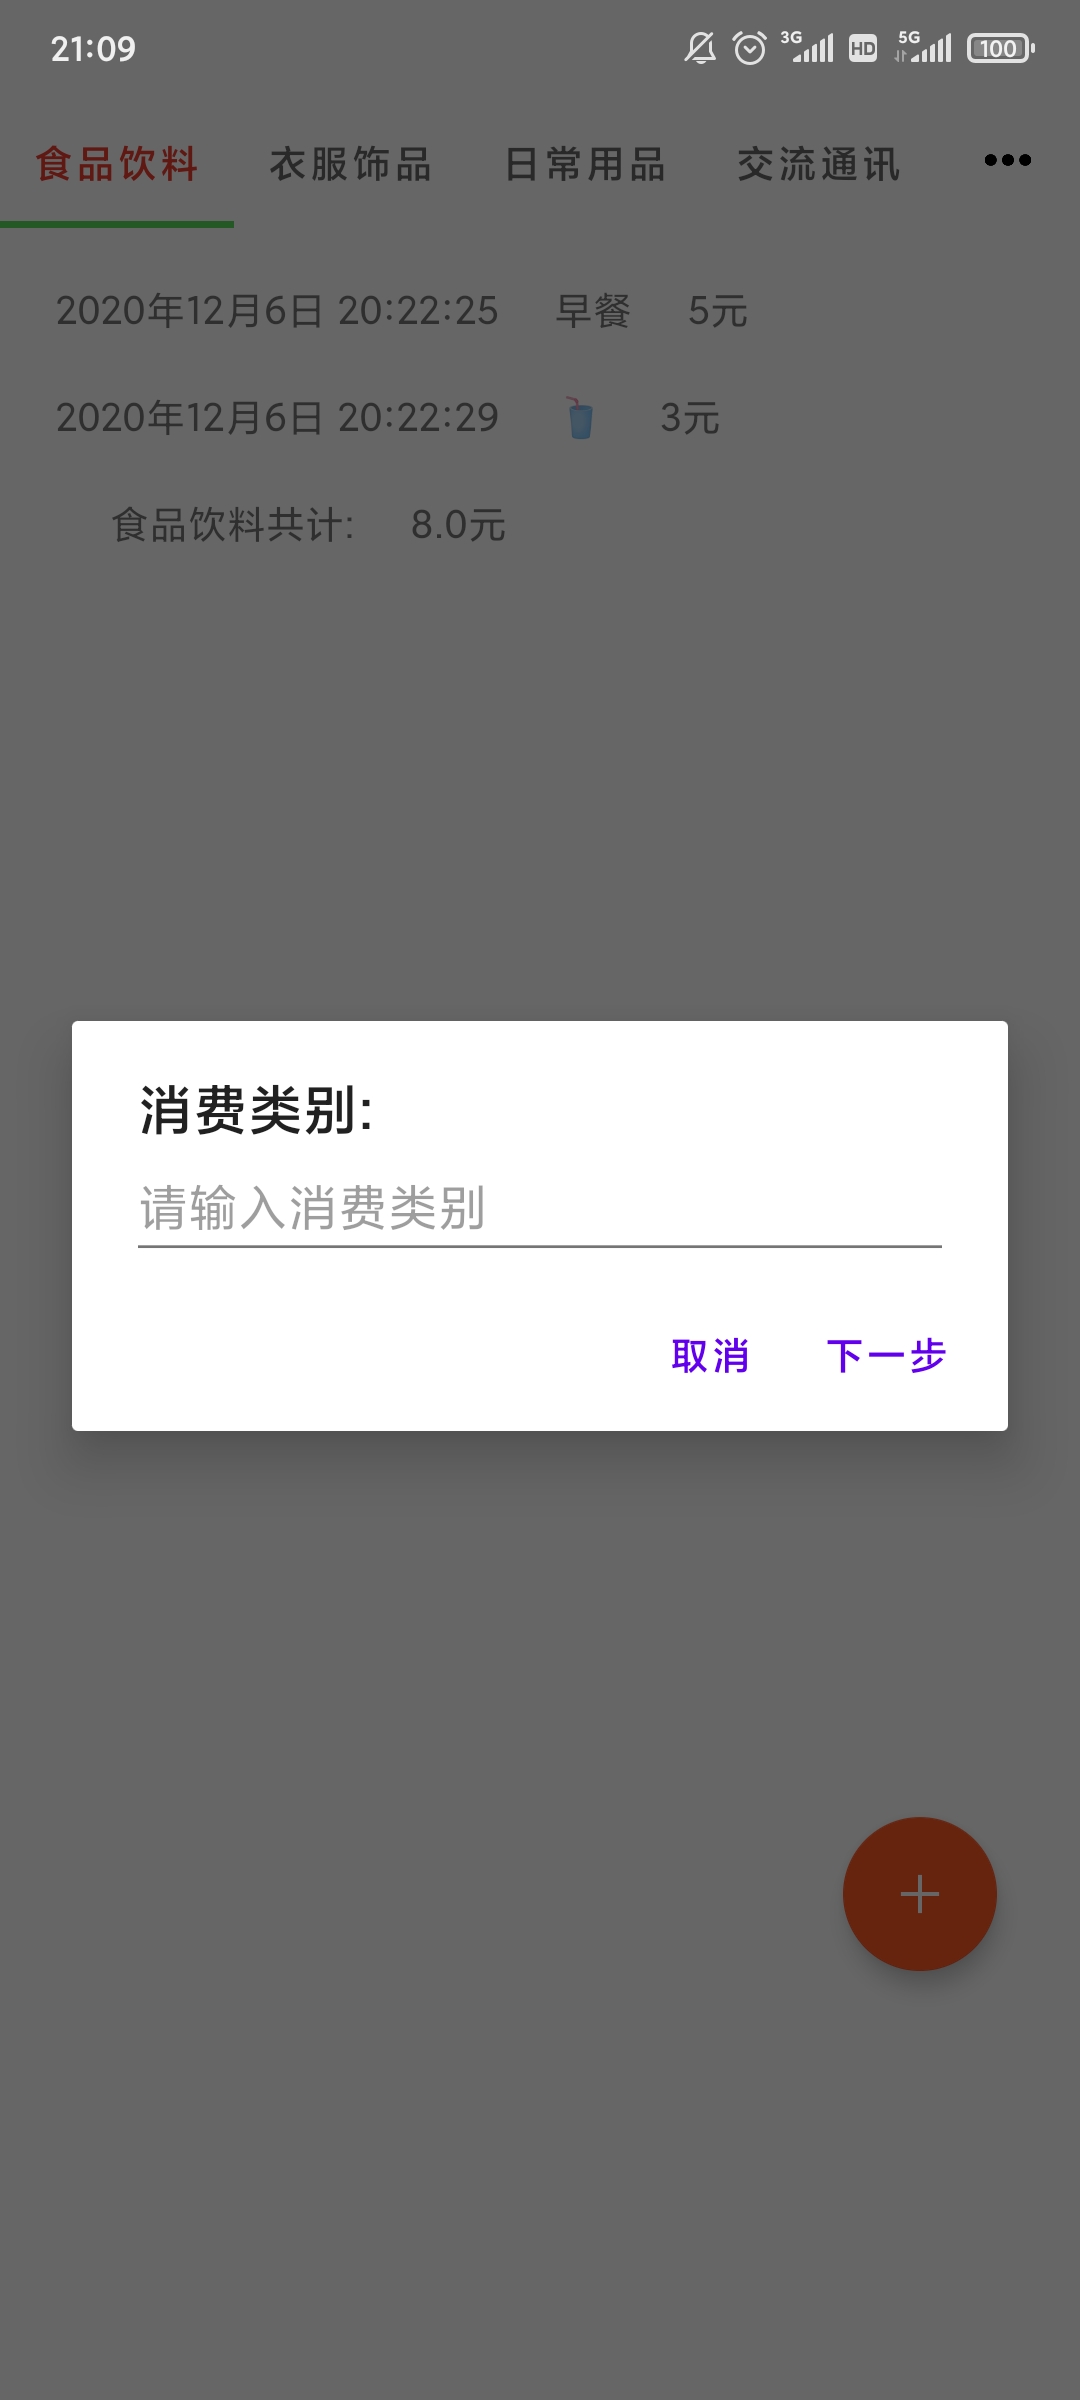 21:09 3G HD 5G 100
食品饮料 衣服饰品 日常用品 交流通讯 •••
2020年12月6日 20:22:25 早餐 5元
2020年12月6日 20:22:29 🥤 3元
食品饮料共计: 8.0元
消费类别:
请输入消费类别
取消 下一步